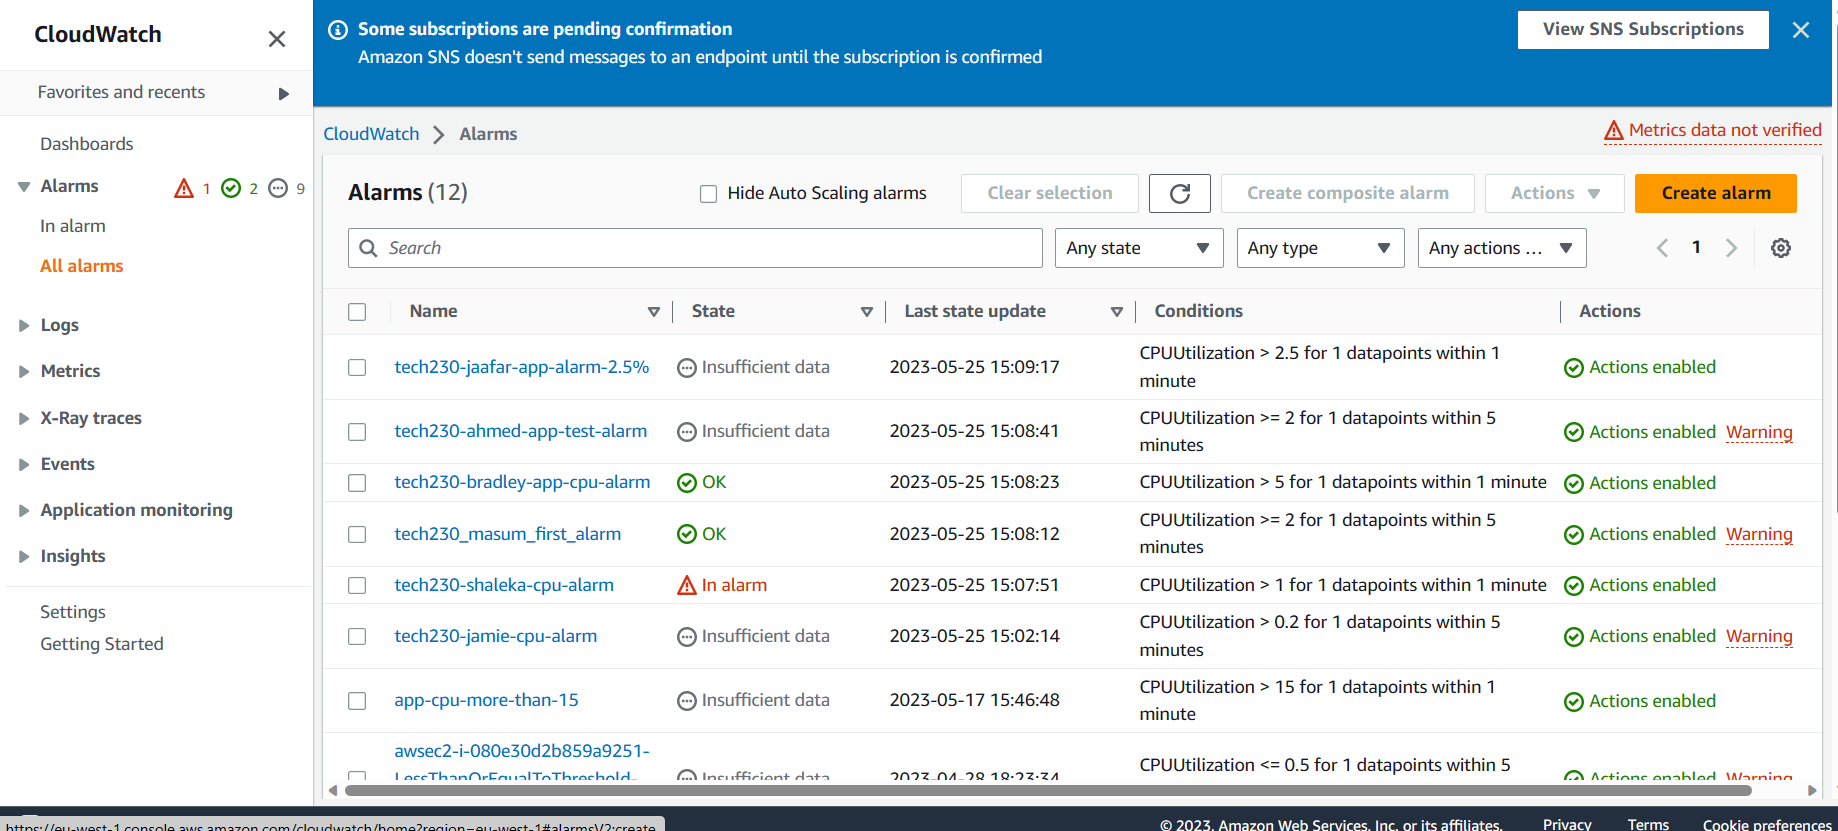 CloudWatch
Favorites and recents
Dashboards
Alarms 1 2 9
In alarm
All alarms
Logs
Metrics
X-Ray traces
Events
Application monitoring
Insights
Settings
Getting Started
Some subscriptions are pending confirmation
Amazon SNS doesn't send messages to an endpoint until the subscription is confirmed
View SNS Subscriptions
CloudWatch > Alarms
Metrics data not verified
Alarms (12)
Hide Auto Scaling alarms
Clear selection
Create composite alarm
Actions
Create alarm
Search
Any state
Any type
Any actions ...
1
Name State Last state update Conditions Actions
tech230-jaafar-app-alarm-2.5% Insufficient data 2023-05-25 15:09:17 CPUUtilization > 2.5 for 1 datapoints within 1
minute
Actions enabled
tech230-ahmed-app-test-alarm Insufficient data 2023-05-25 15:08:41 CPUUtilization >= 2 for 1 datapoints within 5
minutes
Actions enabled Warning
tech230-bradley-app-cpu-alarm OK 2023-05-25 15:08:23 CPUUtilization > 5 for 1 datapoints within 1 minute Actions enabled
tech230_masum_first_alarm OK 2023-05-25 15:08:12 CPUUtilization >= 2 for 1 datapoints within 5
minutes
Actions enabled Warning
tech230-shaleka-cpu-alarm In alarm 2023-05-25 15:07:51 CPUUtilization > 1 for 1 datapoints within 1 minute Actions enabled
tech230-jamie-cpu-alarm Insufficient data 2023-05-25 15:02:14 CPUUtilization > 0.2 for 1 datapoints within 5
minutes
Actions enabled Warning
app-cpu-more-than-15 Insufficient data 2023-05-17 15:46:48 CPUUtilization > 15 for 1 datapoints within 1
minute
Actions enabled
awsec2-i-080e30d2b859a9251-
LessThanOrEqualToThreshold-
Insufficient data 2023-04-28 18:23:34 CPUUtilization <= 0.5 for 1 datapoints within 5
Actions enabled Warning
https://eu-west-1.console.aws.amazon.com/cloudwatch/home?region=eu-west-1#alarmsV2:create
© 2023, Amazon Web Services, Inc. or its affiliates.
Privacy
Terms
Cookie preferences